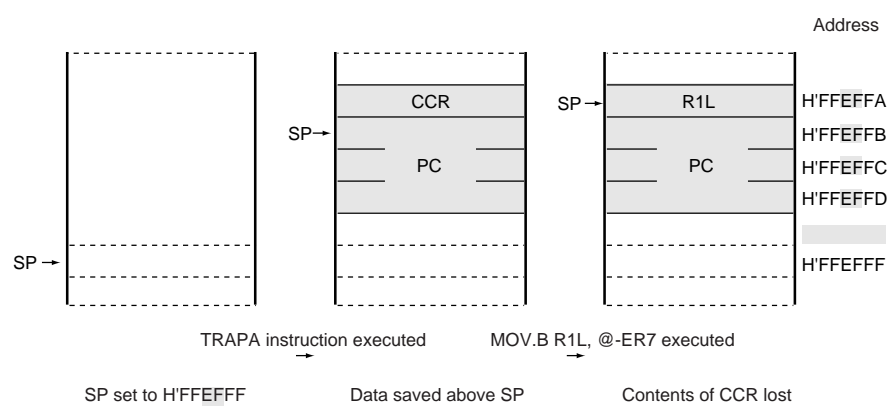 Address
CCR
SP
R1L
H'FFEFFA
SP
H'FFEFFB
PC
PC
H'FFEFFC
H'FFEFFD
SP
H'FFEFFF
TRAPA instruction executed
MOV.B R1L, @-ER7 executed
SP set to H'FFEFFF
Data saved above SP
Contents of CCR lost